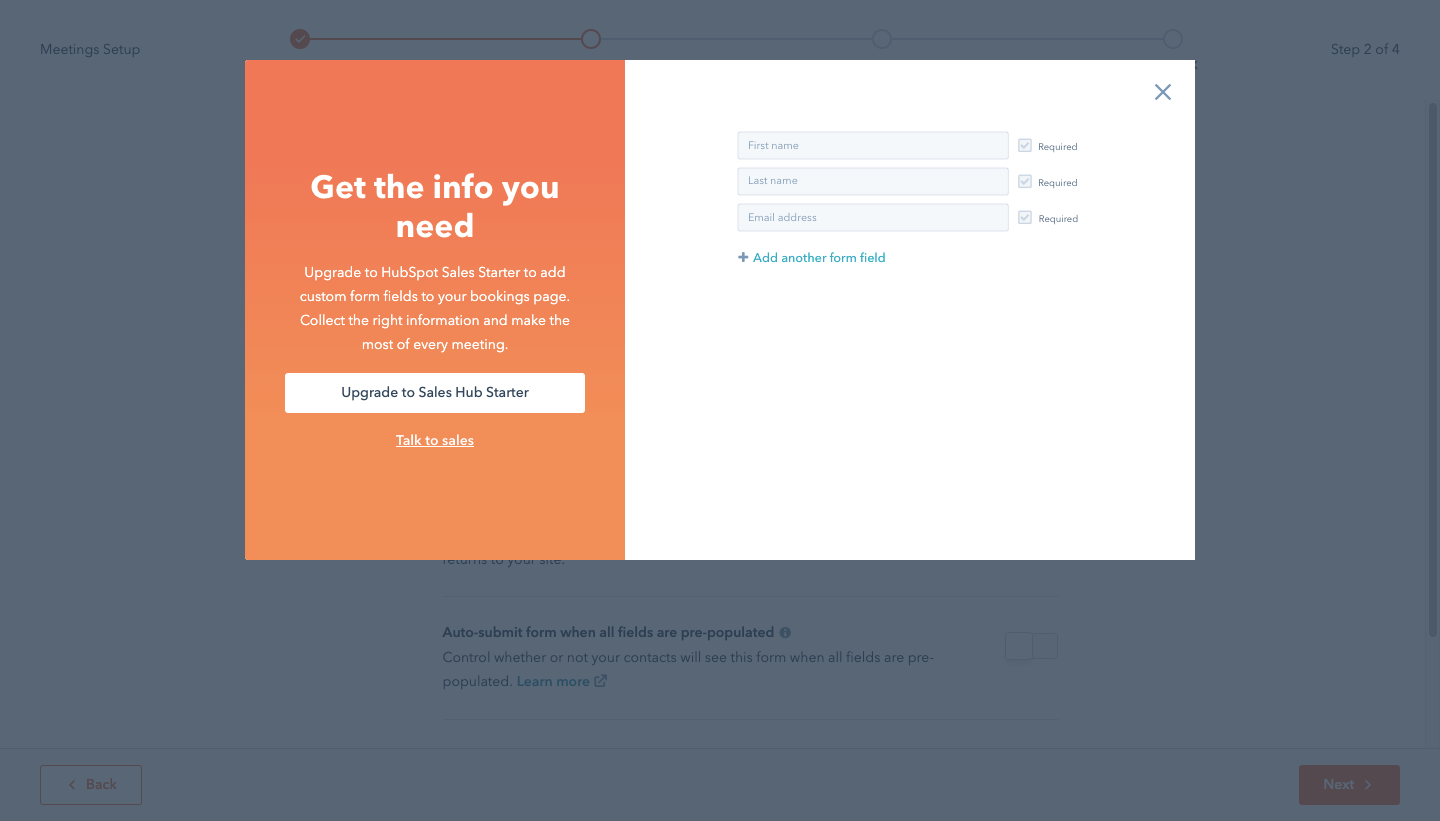 Meetings Setup
Step 2 of 4
Get the info you
need
Upgrade to HubSpot Sales Starter to add
custom form fields to your bookings page.
Collect the right information and make the
most of every meeting.
Upgrade to Sales Hub Starter
Talk to sales
First name
Required
Last name
Required
Email address
Required
Add another form field
returns to your site.
Auto-submit form when all fields are pre-populated
Control whether or not your contacts will see this form when all fields are pre-
populated. Learn more
Back
Next